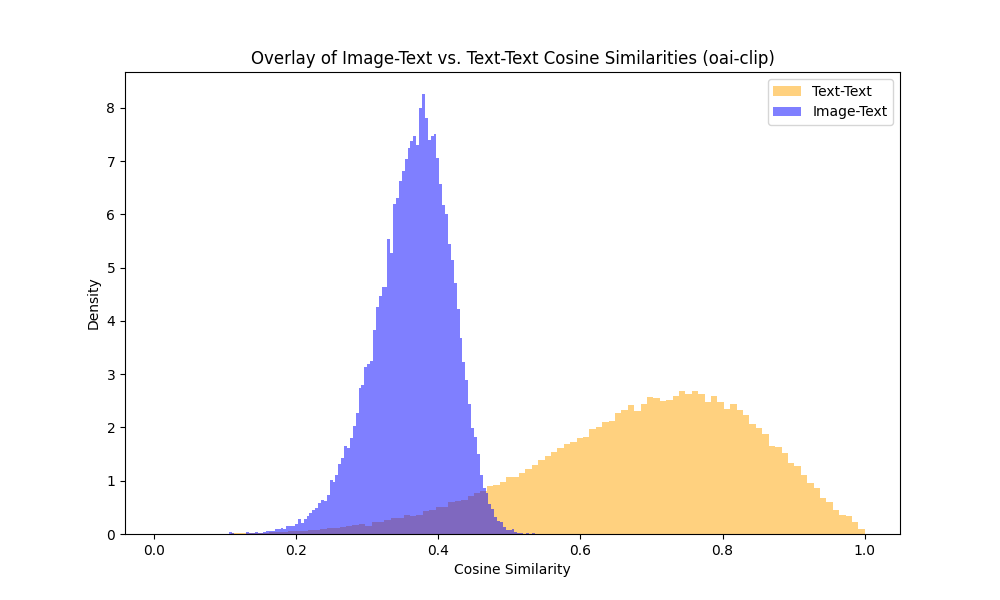 Overlay of Image-Text vs. Text-Text Cosine Similarities (oai-clip)
Text-Text
Image-Text
8
7
6
5
4
3
2
1
0
Density
0.0 0.2 0.4 0.6 0.8 1.0
Cosine Similarity